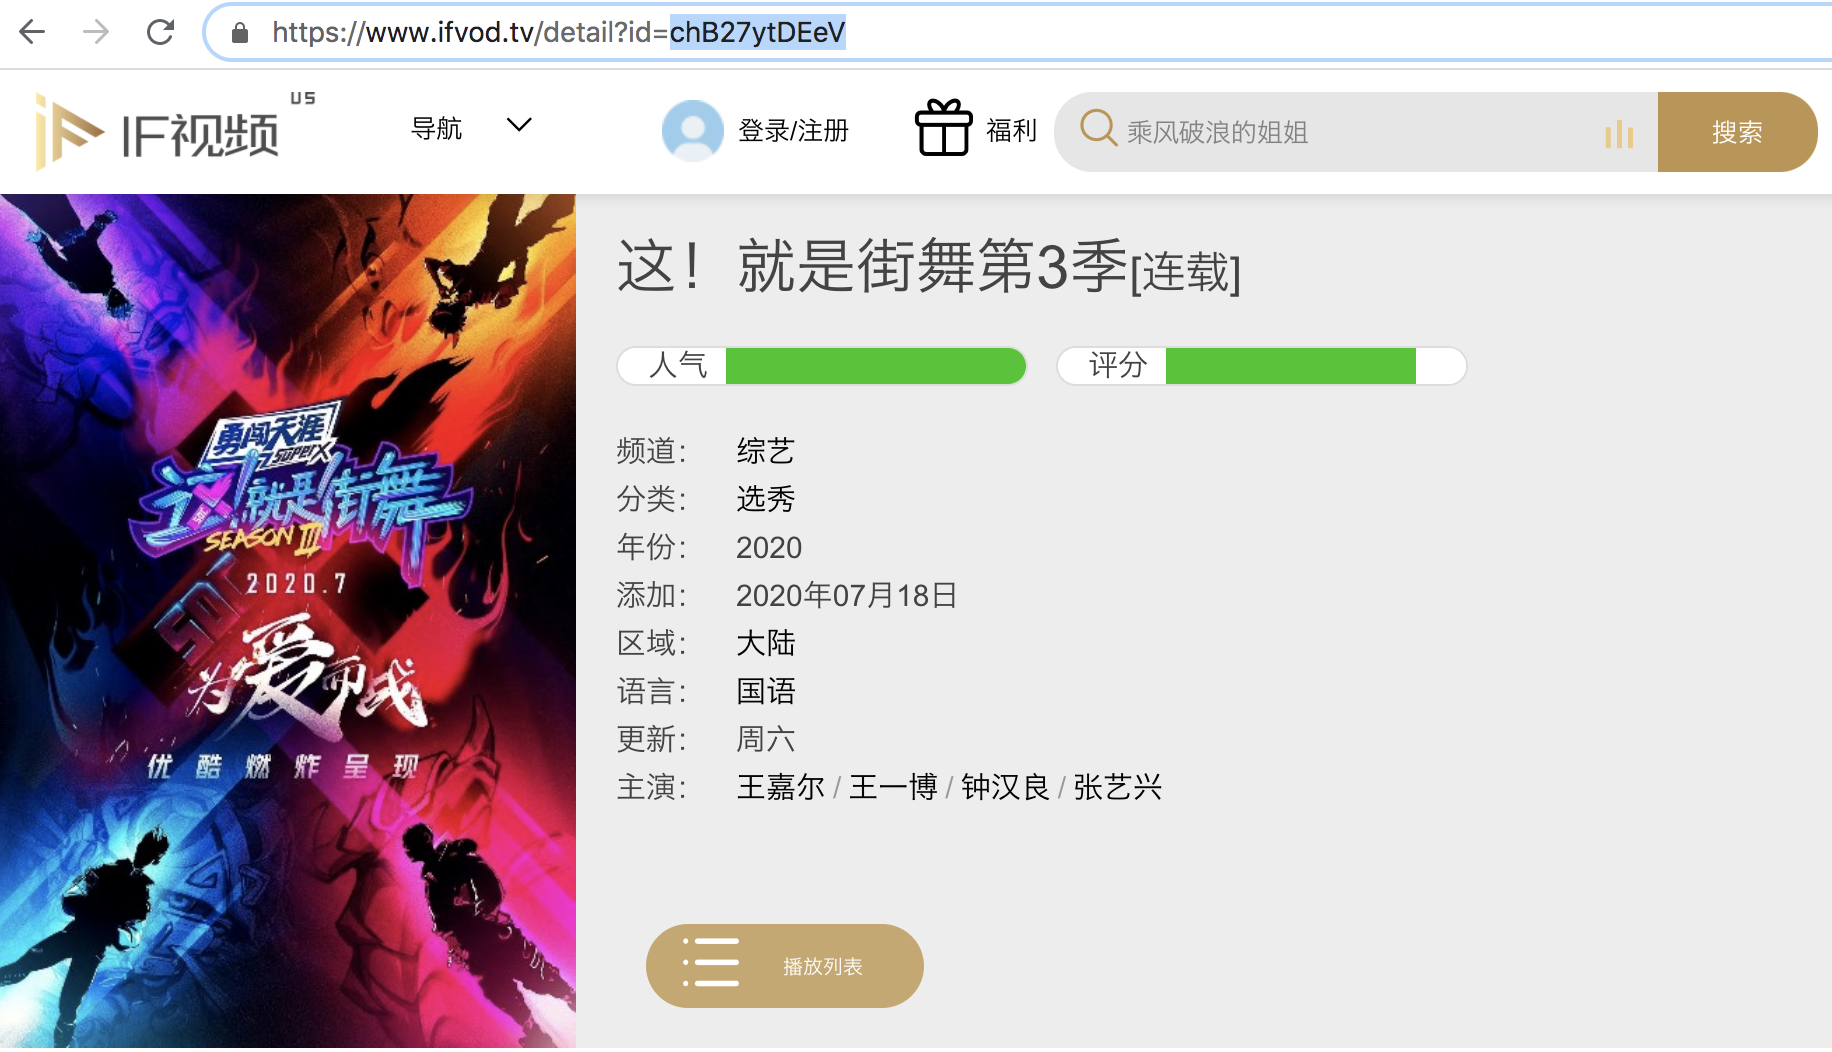 https://www.ifvod.tv/detail?id=chB27ytDEeV
IF视频
US
导航
登录/注册
福利
乘风破浪的姐姐
搜索
勇闯天涯
superX
这!就是街舞
SEASON III
2020.7
SDC
为爱而战
优酷燃炸呈现
这！就是街舞第3季[连载]
人气
评分
频道： 综艺
分类： 选秀
年份： 2020
添加： 2020年07月18日
区域： 大陆
语言： 国语
更新： 周六
主演： 王嘉尔 / 王一博 / 钟汉良 / 张艺兴
播放列表